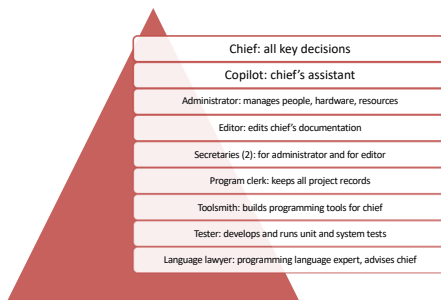 Chief: all key decisions
Copilot: chief's assistant
Administrator: manages people, hardware, resources
Editor: edits chief's documentation
Secretaries (2): for administrator and for editor
Program clerk: keeps all project records
Toolsmith: builds programming tools for chief
Tester: develops and runs unit and system tests
Language lawyer: programming language expert, advises chief